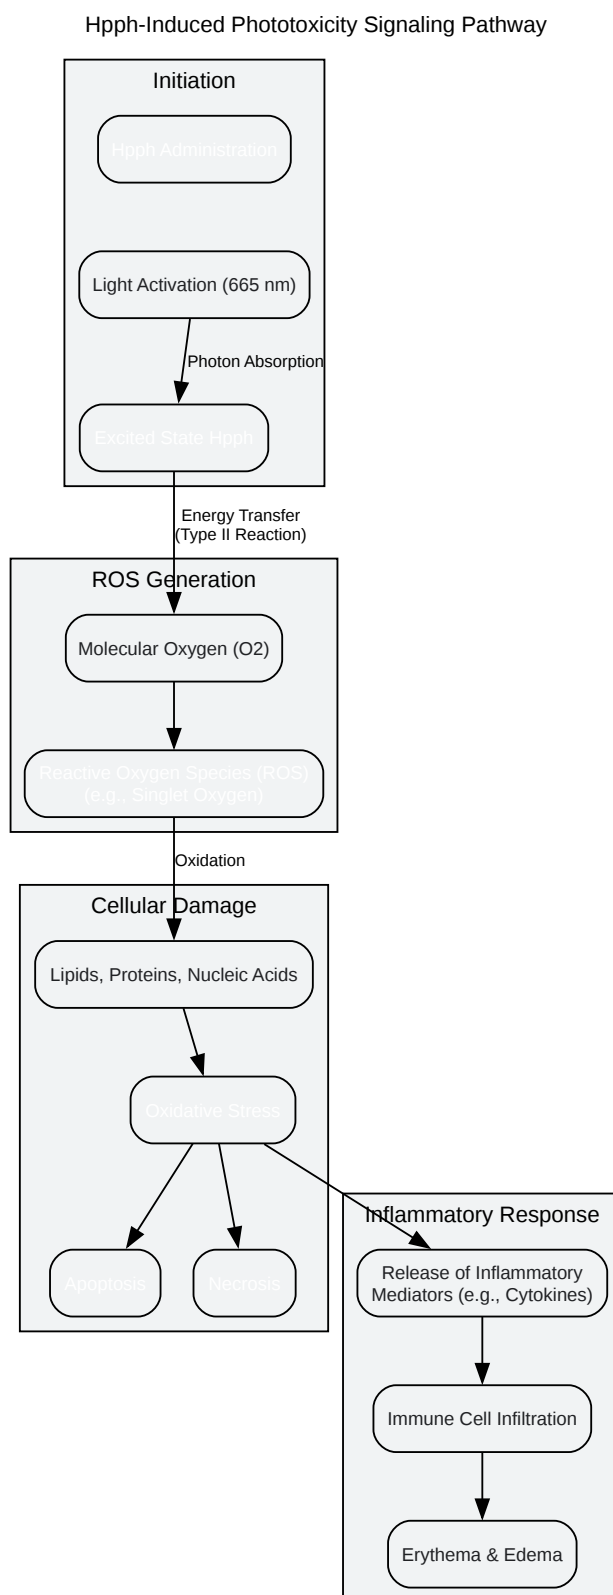 Hpph-Induced Phototoxicity Signaling Pathway
Initiation
Hpph Administration
Light Activation (665 nm)
Photon Absorption
Excited State Hpph
Energy Transfer
(Type II Reaction)
ROS Generation
Molecular Oxygen (O2)
Reactive Oxygen Species (ROS)
(e.g., Singlet Oxygen)
Oxidation
Cellular Damage
Lipids, Proteins, Nucleic Acids
Oxidative Stress
Apoptosis
Necrosis
Inflammatory Response
Release of Inflammatory
Mediators (e.g., Cytokines)
Immune Cell Infiltration
Erythema & Edema